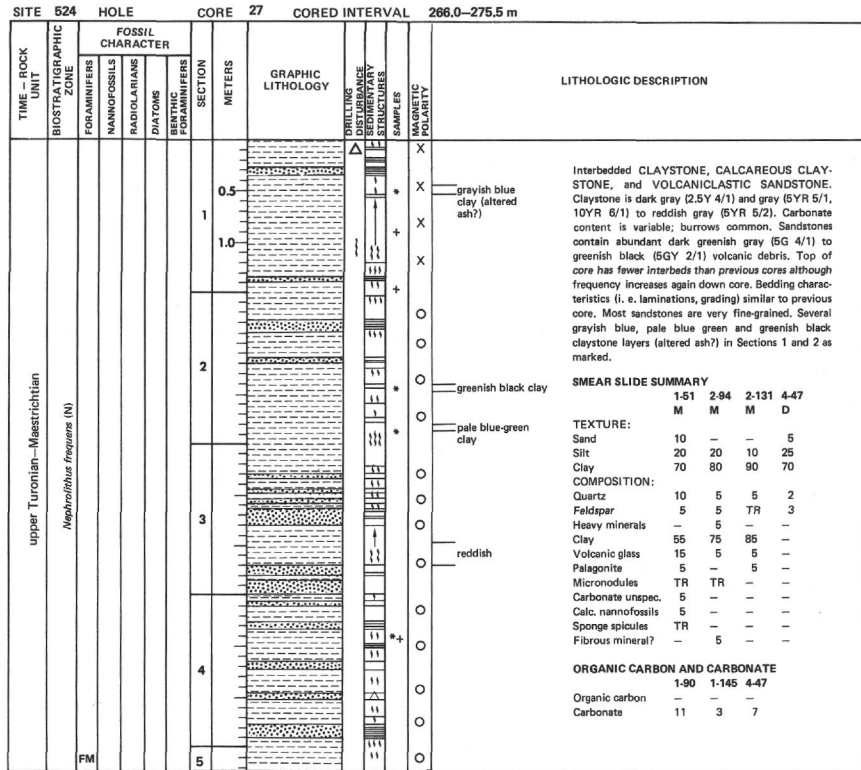 SITE 524 HOLE CORE 27 CORED INTERVAL 266.0–275.5 m
TIME – ROCK UNIT
BIOSTRATIGRAPHIC ZONE
FOSSIL CHARACTER
FORAMINIFERS
NANNOFOSSILS
RADIOLARIANS
DIATOMS
BENTHIC FORAMINIFERS
SECTION
METERS
GRAPHIC LITHOLOGY
DRILLING DISTURBANCE
SEDIMENTARY STRUCTURES
SAMPLES
MAGNETIC POLARITY
LITHOLOGIC DESCRIPTION
upper Turonian–Maestrichtian
Nephrolithus frequens (N)
FM
1
0.5
1.0
2
3
4
5
X
X
X
X
O
O
O
O
O
O
O
O
O
O
O
O
O
*
+
+
*
*
*+
grayish blue
clay (altered
ash?)
greenish black clay
pale blue-green
clay
reddish
Interbedded CLAYSTONE, CALCAREOUS CLAY-
STONE, and VOLCANICLASTIC SANDSTONE.
Claystone is dark gray (2.5Y 4/1) and gray (5YR 5/1,
10YR 6/1) to reddish gray (5YR 5/2). Carbonate
content is variable; burrows common. Sandstones
contain abundant dark greenish gray (5G 4/1) to
greenish black (5GY 2/1) volcanic debris. Top of
core has fewer interbeds than previous cores although
frequency increases again down core. Bedding charac-
teristics (i. e. laminations, grading) similar to previous
core. Most sandstones are very fine-grained. Several
grayish blue, pale blue green and greenish black
claystone layers (altered ash?) in Sections 1 and 2 as
marked.
SMEAR SLIDE SUMMARY
1-51 2-94 2-131 4-47
M M M D
TEXTURE:
Sand 10 – – 5
Silt 20 20 10 25
Clay 70 80 90 70
COMPOSITION:
Quartz 10 5 5 2
Feldspar 5 5 TR 3
Heavy minerals – 5 – –
Clay 55 75 85 –
Volcanic glass 15 5 5 –
Palagonite 5 – 5 –
Micronodules TR TR – –
Carbonate unspec. 5 – – –
Calc. nannofossils 5 – – –
Sponge spicules TR – – –
Fibrous mineral? – 5 – –
ORGANIC CARBON AND CARBONATE
1-90 1-145 4-47
Organic carbon – – –
Carbonate 11 3 7